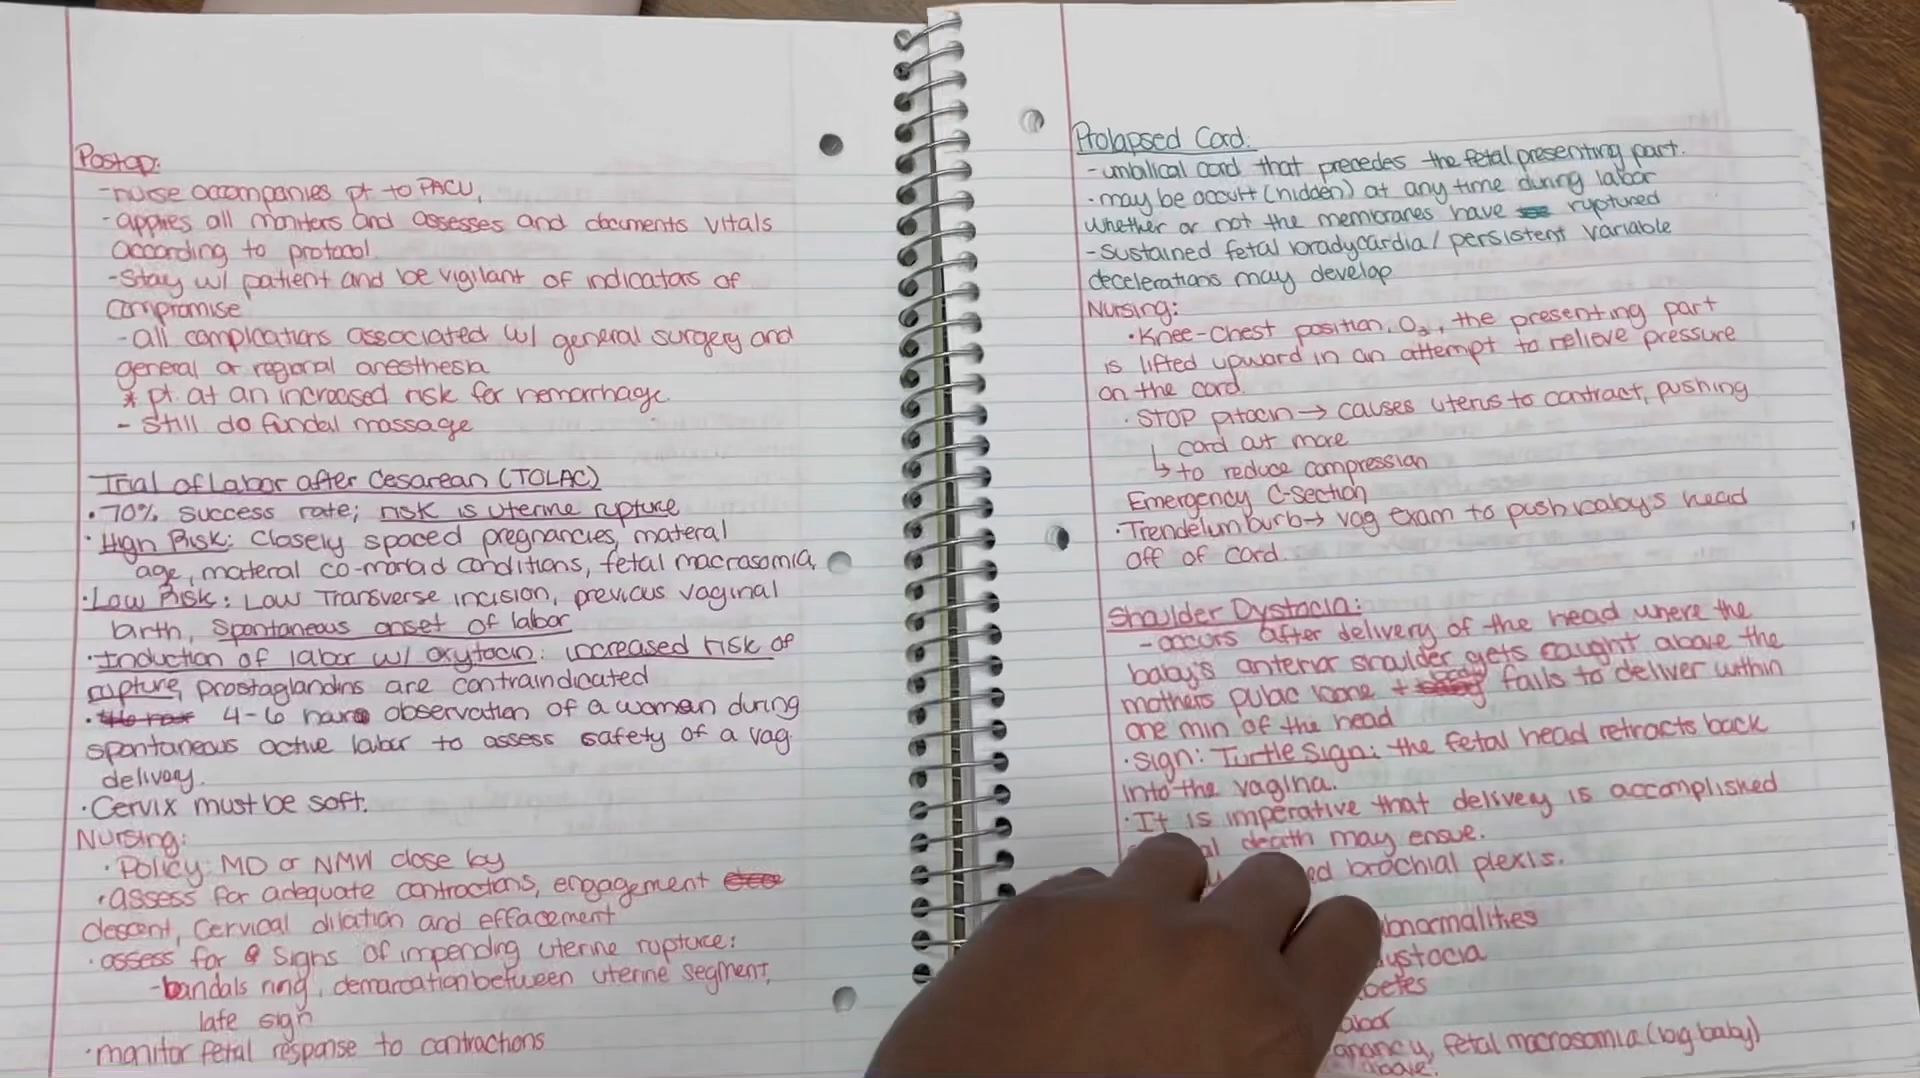 Postop:
-nurse accompanies pt to PACU,
-applies all monitors and assesses and documents vitals
according to protocol.
-Stay w/ patient and be vigilant of indicators of
compromise
-all complications associated w/ general surgery and
general or regional anesthesia
* pt. at an increased risk for hemorrhage.
- Still do fundal massage
Trial of labor after Cesarean (TOLAC)
• 70% success rate; risk is uterine rupture
• High Risk: Closely spaced pregnancies, materal
age, materal co-morbid conditions, fetal macrosomia,
• Low Risk: Low Transverse incision, previous vaginal
birth, spontaneous onset of labor
• Induction of labor w/ oxytocin: increased risk of
rupture, prostaglandins are contraindicated
• 4-6 hours observation of a woman during
spontaneous active labor to assess safety of a vag.
delivery.
• Cervix must be soft.
Nursing:
• Policy: MD or NMW close by
• assess for adequate contractions, engagement
descent, Cervical dilation and effacement
• assess for signs of impending uterine rupture:
-bandals ring, demarcation between uterine segment,
late sign
• monitor fetal response to contractions
Prolapsed Cord:
- umbilical cord that precedes the fetal presenting part.
• may be occult (hidden) at any time during labor
whether or not the membranes have ruptured
- Sustained fetal bradycardia / persistent variable
decelerations may develop
Nursing:
• Knee-Chest position, O2, the presenting part
is lifted upward in an attempt to relieve pressure
on the cord.
• STOP pitocin → causes uterus to contract, pushing
cord out more
↳ to reduce compression
Emergency C-section
• Trendelumburb → vag exam to push baby's head
off of cord.
Shoulder Dystocia:
- occurs after delivery of the head where the
baby's anterior shoulder gets caught above the
mothers pubic bone + body fails to deliver within
one min of the head
• sign: Turtle Sign: the fetal head retracts back
into the vagina.
• It is imperative that delivery is accomplished
death may ensue.
brachial plexis.
betes
fetal macrosomia (big baby)
above.